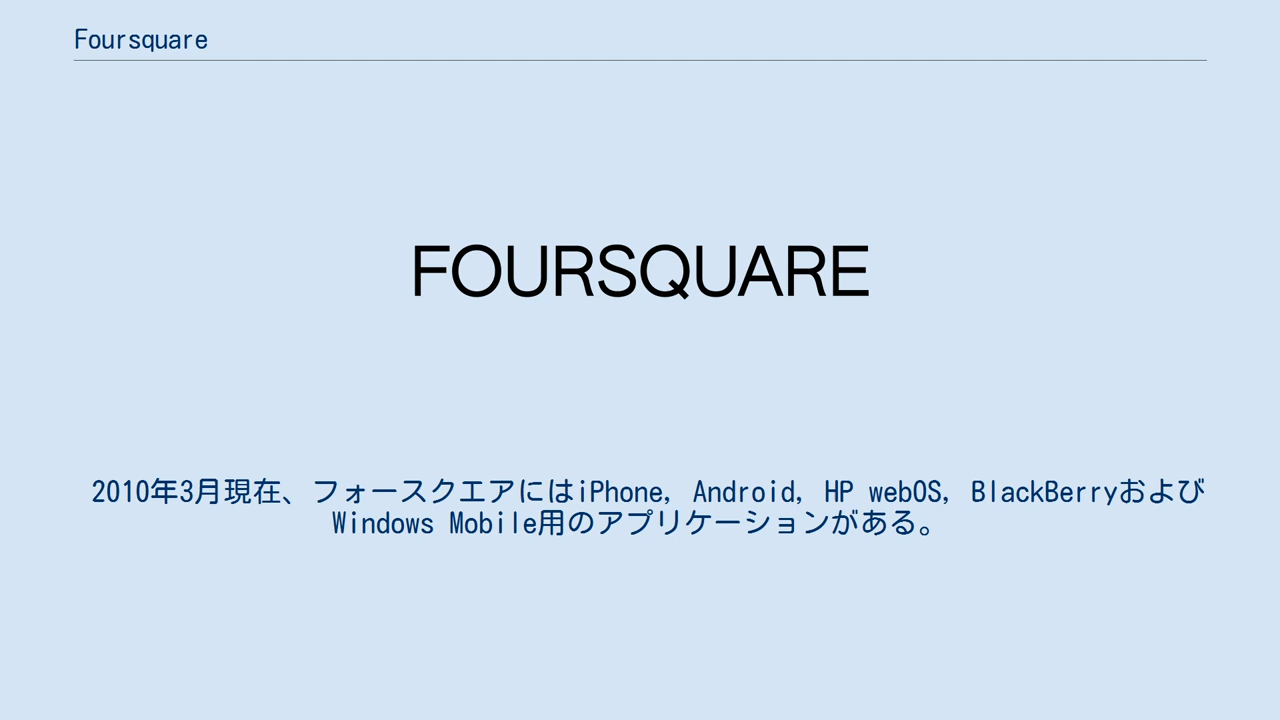 Foursquare
FOURSQUARE
2010年3月現在、フォースクエアにはiPhone, Android, HP webOS, BlackBerryおよび
Windows Mobile用のアプリケーションがある。